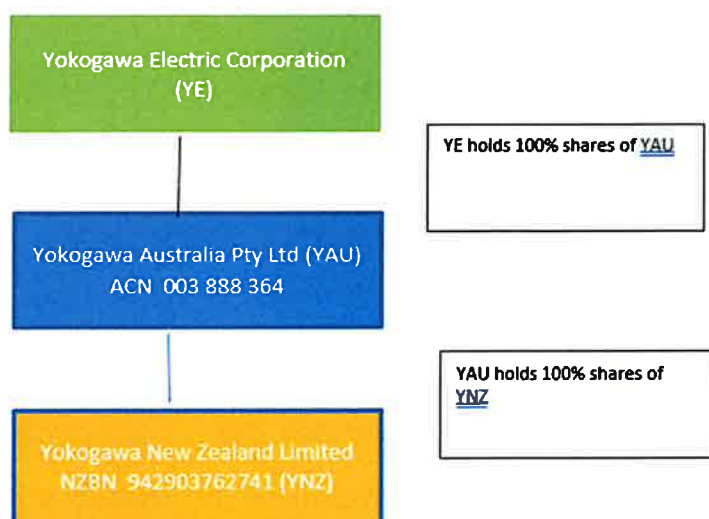 Yokogawa Electric Corporation
(YE)
YE holds 100% shares of YAU
Yokogawa Australia Pty Ltd (YAU)
ACN 003 888 364
YAU holds 100% shares of
YNZ
Yokogawa New Zealand Limited
NZBN 942903762741 (YNZ)